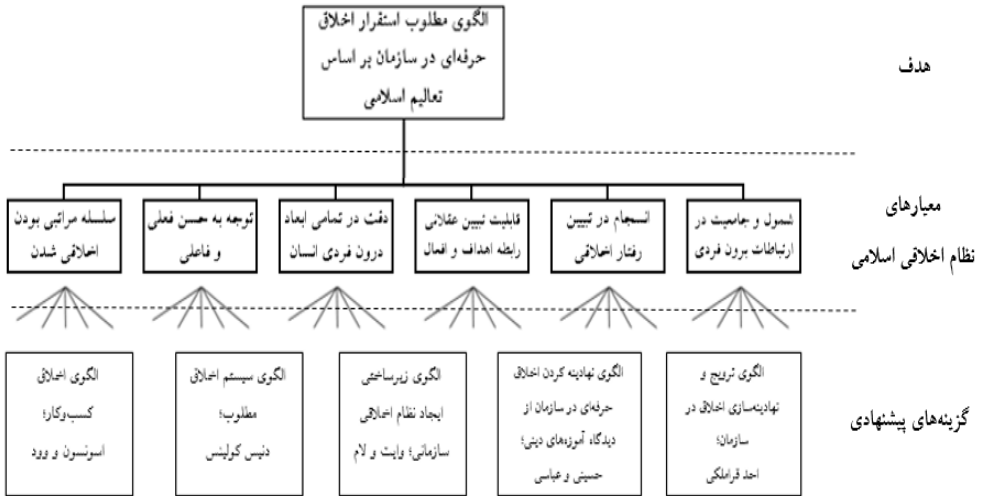 الگوی مطلوب استقرار اخلاق
حرفه‌ای در سازمان بر اساس
تعالیم اسلامی
هدف
شمول و جامعیت در
ارتباطات برون فردی
انسجام در تبیین
رفتار اخلاقی
قابلیت تبیین عقلانی
رابطه اهداف و افعال
دقت در تمامی ابعاد
درون فردی انسان
توجه به حسن فعلی
و فاعلی
سلسله مراتبی بودن
اخلاقی شدن
معیارهای
نظام اخلاقی اسلامی
الگوی ترویج و
نهادینه‌سازی اخلاق در
سازمان؛
احد قراملکی
الگوی نهادینه کردن اخلاق
حرفه‌ای در سازمان از
دیدگاه آموزه‌های دینی؛
حسینی و عباسی
الگوی زیرساختی
ایجاد نظام اخلاقی
سازمانی؛ وایت و لام
الگوی سیستم اخلاق
مطلوب؛
دنیس کولینس
الگوی اخلاق
کسب‌وکار؛
اسونسون و وود
گزینه‌های پیشنهادی